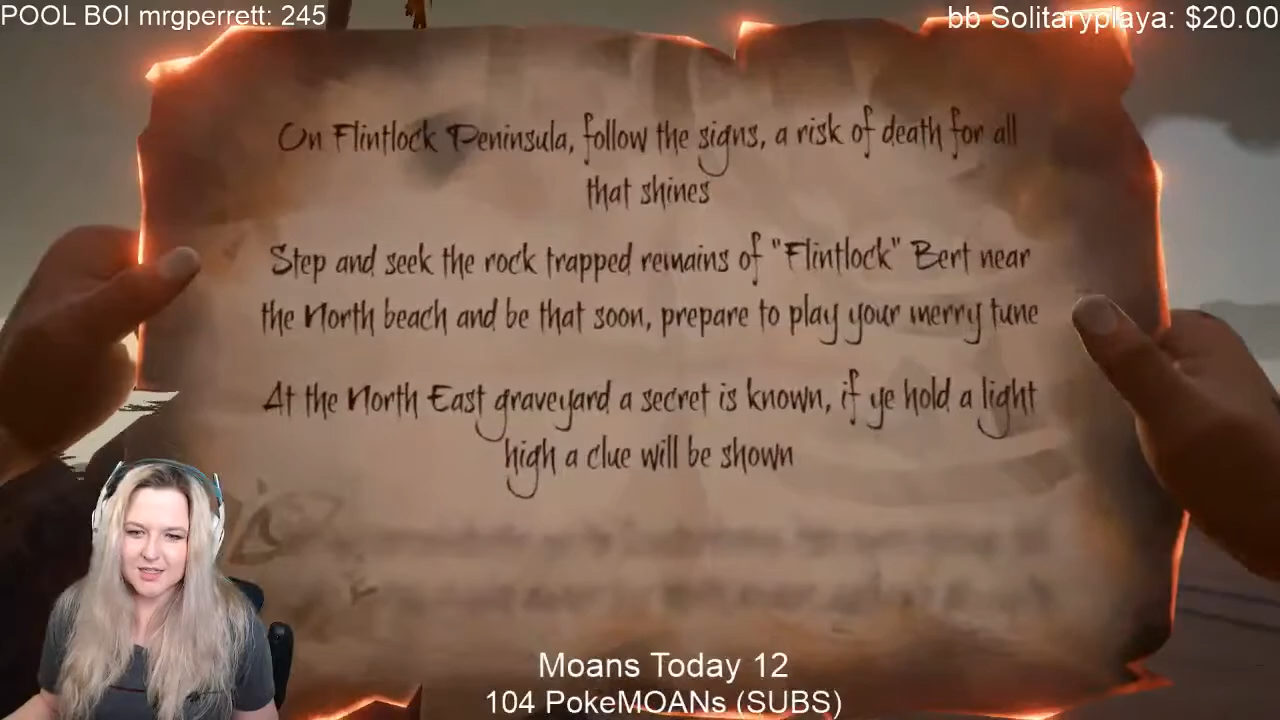 POOL BOI mrgperrett: 245
bb Solitaryplaya: $20.00
On Flintlock Peninsula, follow the signs, a risk of death for all
that shines
Step and seek the rock trapped remains of "Flintlock" Bert near
the North beach and be that soon, prepare to play your merry tune
At the North East graveyard a secret is known, if ye hold a light
high a clue will be shown
Moans Today 12
104 PokeMOANs (SUBS)